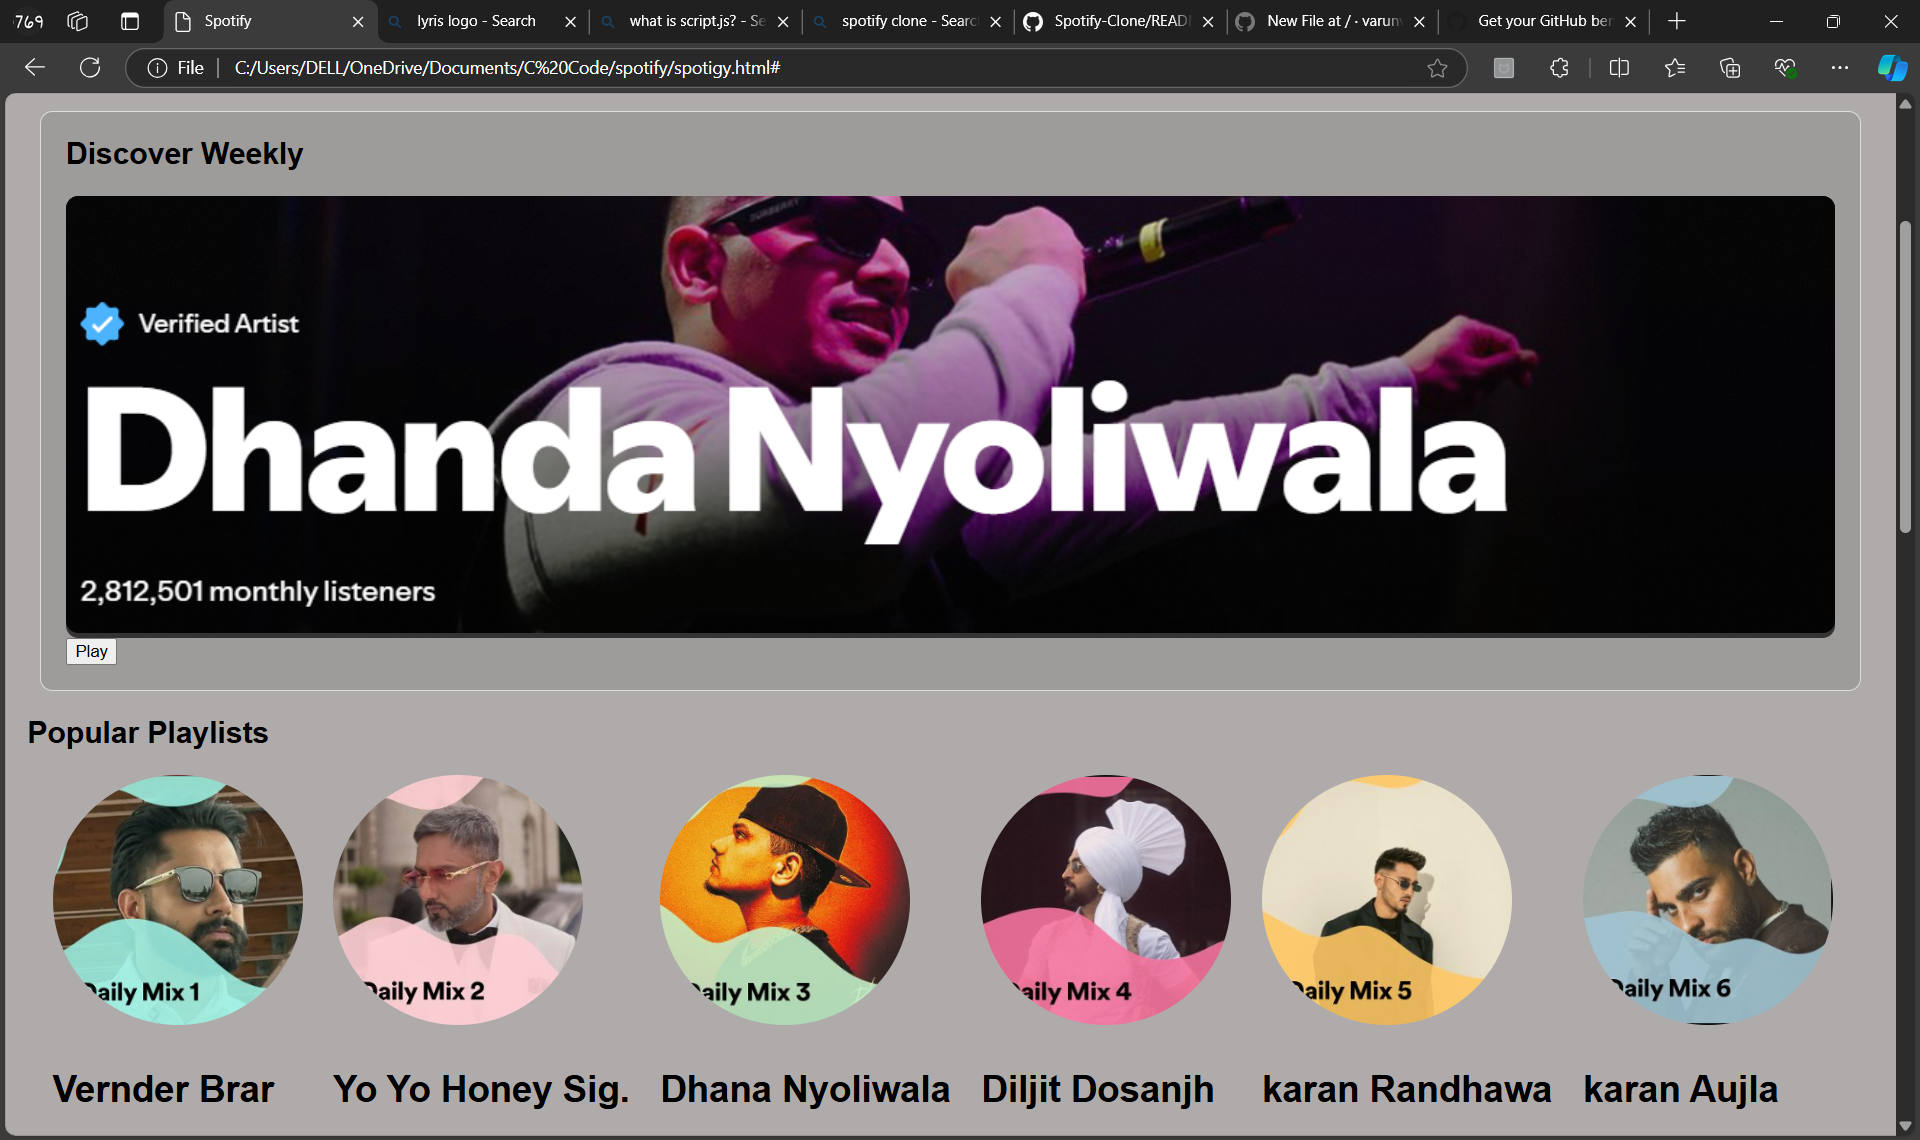 769
Spotify
lyris logo - Search
what is script.js? - Se
spotify clone - Searc
Spotify-Clone/READ
New File at / · varun
Get your GitHub ber
File
C:/Users/DELL/OneDrive/Documents/C%20Code/spotify/spotigy.html#
Discover Weekly
Verified Artist
Dhanda Nyoliwala
2,812,501 monthly listeners
Play
Popular Playlists
Daily Mix 1
Daily Mix 2
Daily Mix 3
Daily Mix 4
Daily Mix 5
Daily Mix 6
Vernder Brar
Yo Yo Honey Sig.
Dhana Nyoliwala
Diljit Dosanjh
karan Randhawa
karan Aujla